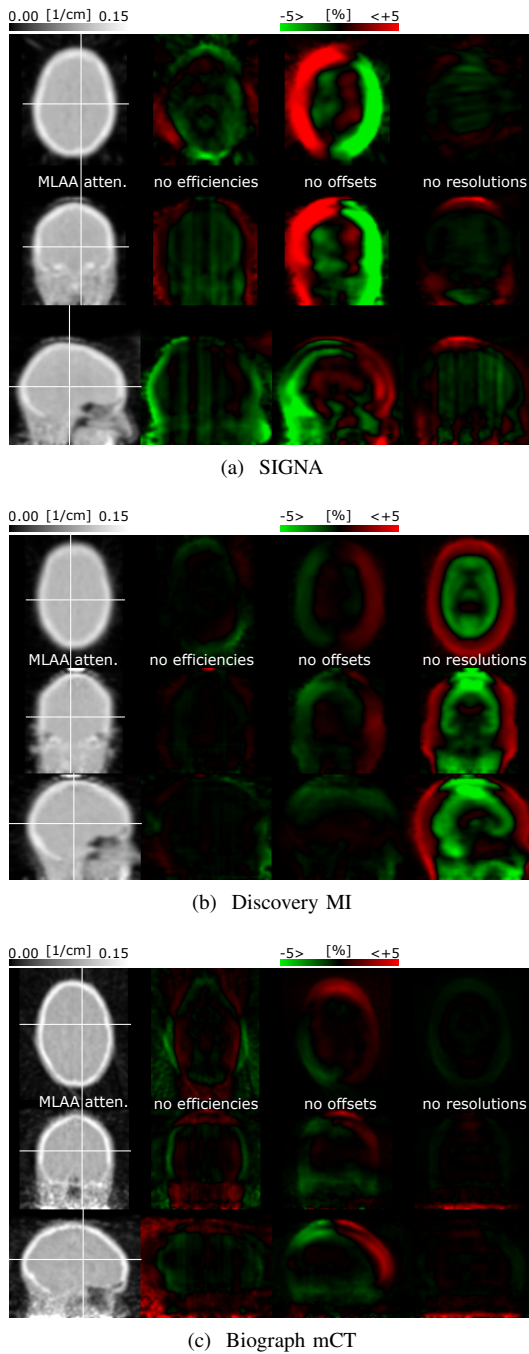 0.00 [1/cm] 0.15 -5> [%] <+5
MLAA atten. no efficiencies no offsets no resolutions
(a) SIGNA
0.00 [1/cm] 0.15 -5> [%] <+5
MLAA atten. no efficiencies no offsets no resolutions
(b) Discovery MI
0.00 [1/cm] 0.15 -5> [%] <+5
MLAA atten. no efficiencies no offsets no resolutions
(c) Biograph mCT